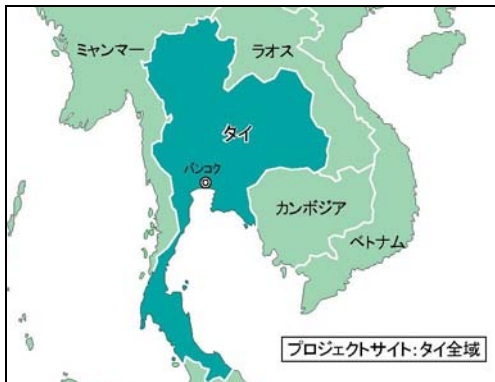 ミャンマー
ラオス
タイ
バンコク
カンボジア
ベトナム
プロジェクトサイト：タイ全域